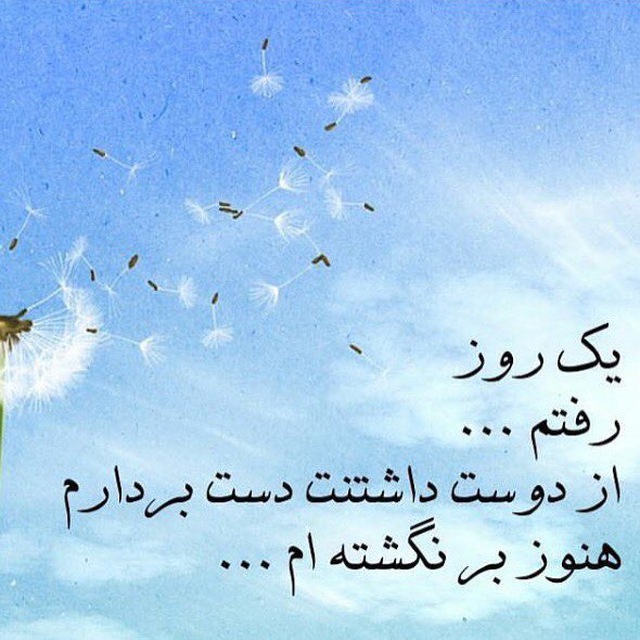 یک روز
رفتم ...
از دوست داشتنت دست بردارم
هنوز بر نگشته ام ...